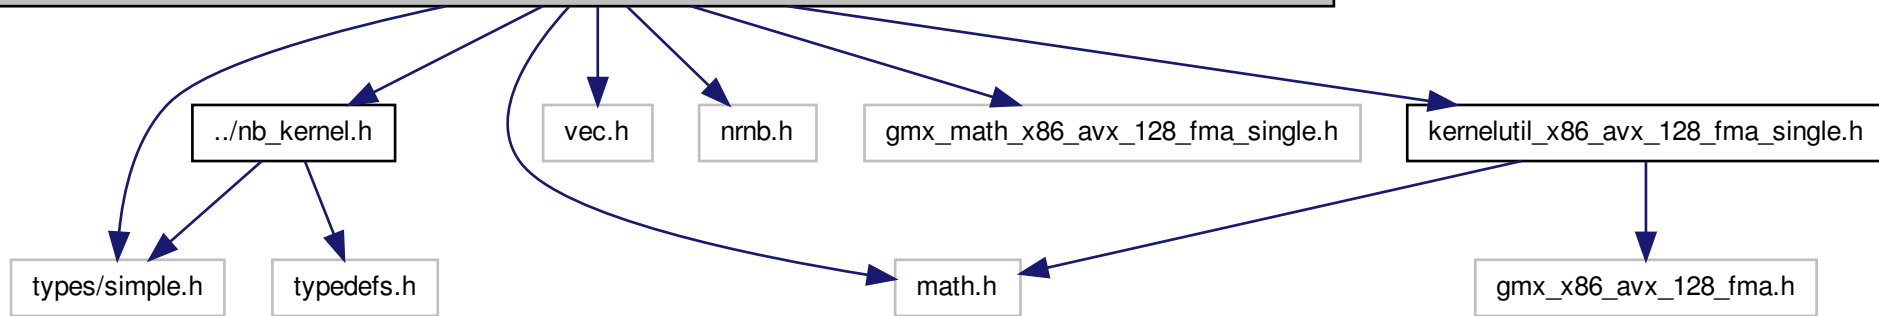 ../nb_kernel.h
vec.h
nrnb.h
gmx_math_x86_avx_128_fma_single.h
kernelutil_x86_avx_128_fma_single.h
types/simple.h
typedefs.h
math.h
gmx_x86_avx_128_fma.h